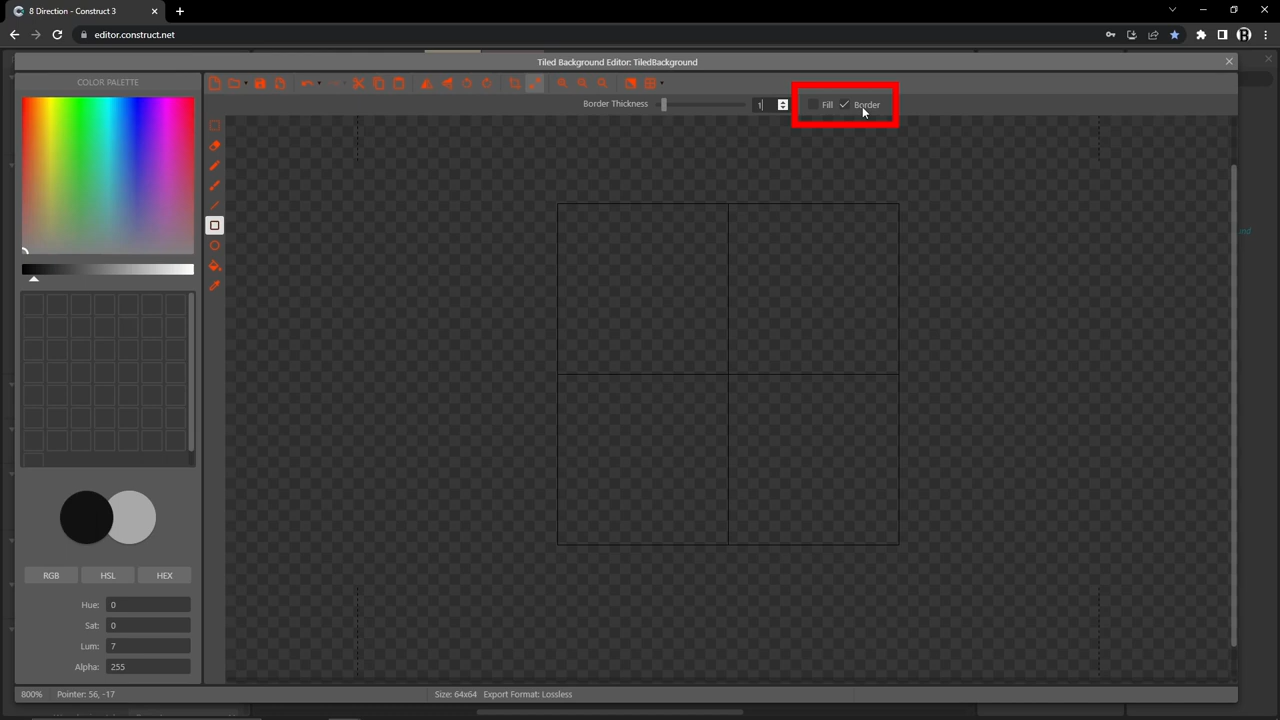 8 Direction - Construct 3
editor.construct.net
Tiled Background Editor: TiledBackground
COLOR PALETTE
Border Thickness
1
Fill
Border
RGB
HSL
HEX
Hue: 0
Sat: 0
Lum: 7
Alpha: 255
800%
Pointer: 56, -17
Size: 64x64
Export Format: Lossless